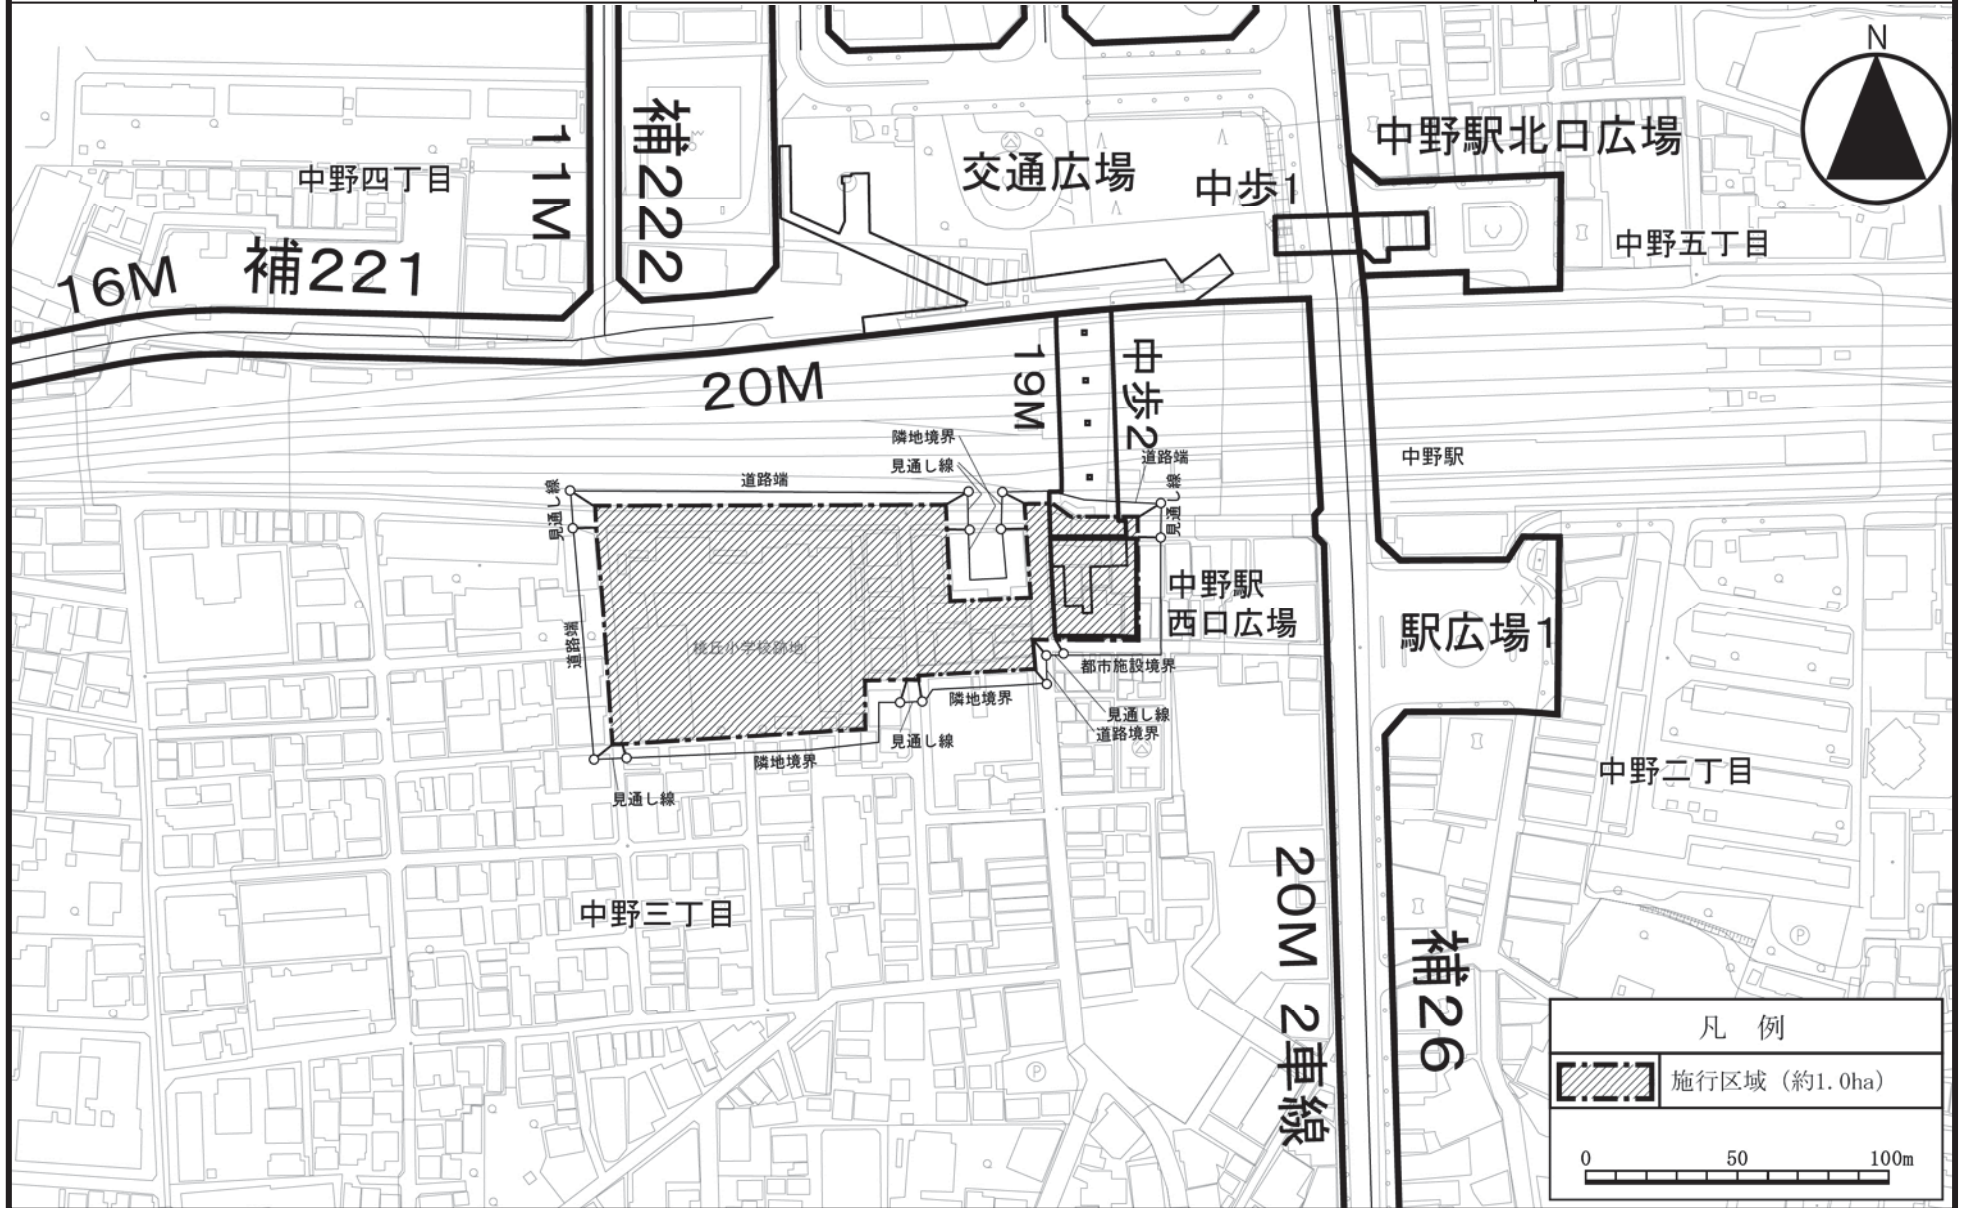 N
中野駅北口広場
補222
11M
中野四丁目
交通広場
中歩1
中野五丁目
補221
16M
20M
19M
中歩2
隣地境界
見通し線
道路端
道路端
見通し線
見通し線
中野駅
中野駅
西口広場
駅広場1
道路端
桃丘小学校跡地
都市施設境界
隣地境界
見通し線
道路境界
見通し線
隣地境界
見通し線
中野二丁目
中野三丁目
20M 2車線
補26
P
P
凡 例
施行区域（約1.0ha）
0 50 100m